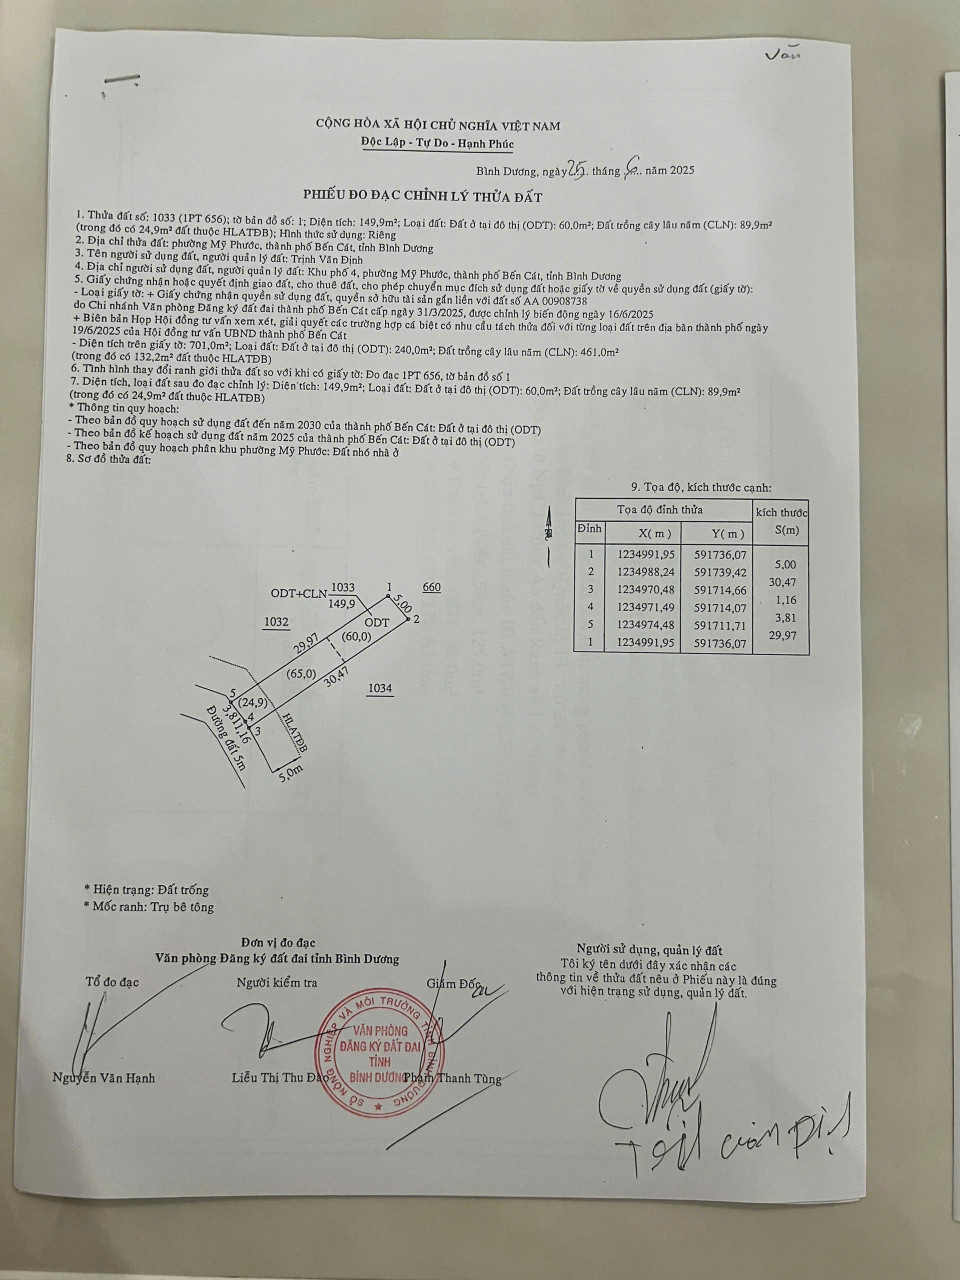 Văn
CỘNG HÒA XÃ HỘI CHỦ NGHĨA VIỆT NAM
Độc Lập - Tự Do - Hạnh Phúc
Bình Dương, ngày 25. tháng 6.. năm 2025
PHIẾU ĐO ĐẠC CHỈNH LÝ THỬA ĐẤT
1. Thửa đất số: 1033 (1PT 656); tờ bản đồ số: 1; Diện tích: 149,9m²; Loại đất: Đất ở tại đô thị (ODT): 60,0m²; Đất trồng cây lâu năm (CLN): 89,9m²
(trong đó có 24,9m² đất thuộc HLATĐB); Hình thức sử dụng: Riêng
2. Địa chỉ thửa đất: phường Mỹ Phước, thành phố Bến Cát, tỉnh Bình Dương
3. Tên người sử dụng đất, người quản lý đất: Trịnh Văn Định
4. Địa chỉ người sử dụng đất, người quản lý đất: Khu phố 4, phường Mỹ Phước, thành phố Bến Cát, tỉnh Bình Dương
5. Giấy chứng nhận hoặc quyết định giao đất, cho thuê đất, cho phép chuyển mục đích sử dụng đất hoặc giấy tờ về quyền sử dụng đất (giấy tờ):
- Loại giấy tờ: + Giấy chứng nhận quyền sử dụng đất, quyền sở hữu tài sản gắn liền với đất số AA 00908738
do Chi nhánh Văn phòng Đăng ký đất đai thành phố Bến Cát cấp ngày 31/3/2025, được chỉnh lý biến động ngày 16/6/2025
+ Biên bản Họp Hội đồng tư vấn xem xét, giải quyết các trường hợp cá biệt có nhu cầu tách thửa đối với từng loại đất trên địa bàn thành phố ngày
19/6/2025 của Hội đồng tư vấn UBND thành phố Bến Cát
- Diện tích trên giấy tờ: 701,0m²; Loại đất: Đất ở tại đô thị (ODT): 240,0m²; Đất trồng cây lâu năm (CLN): 461,0m²
(trong đó có 132,2m² đất thuộc HLATĐB)
6. Tình hình thay đổi ranh giới thửa đất so với khi có giấy tờ: Đo đạc 1PT 656, tờ bản đồ số 1
7. Diện tích, loại đất sau đo đạc chỉnh lý: Diện tích: 149,9m²; Loại đất: Đất ở tại đô thị (ODT): 60,0m²; Đất trồng cây lâu năm (CLN): 89,9m²
(trong đó có 24,9m² đất thuộc HLATĐB)
* Thông tin quy hoạch:
- Theo bản đồ quy hoạch sử dụng đất đến năm 2030 của thành phố Bến Cát: Đất ở tại đô thị (ODT)
- Theo bản đồ kế hoạch sử dụng đất năm 2025 của thành phố Bến Cát: Đất ở tại đô thị (ODT)
- Theo bản đồ quy hoạch phân khu phường Mỹ Phước: Đất nhó nhà ở
8. Sơ đồ thửa đất:
9. Tọa độ, kích thước cạnh:
Tọa độ đỉnh thửa kích thước
Đỉnh X( m ) Y( m ) S(m)
1 1234991,95 591736,07
5,00
2 1234988,24 591739,42
30,47
3 1234970,48 591714,66
1,16
4 1234971,49 591714,07
3,81
5 1234974,48 591711,71
29,97
1 1234991,95 591736,07
ODT+CLN 1033
149,9
1
660
5,00
2
1032
ODT
(60,0)
29,97
(65,0)
30,47
1034
5
(24,9)
3,81
1,16
4
3
HLATĐB
Đường đất 5m
5,0m
* Hiện trạng: Đất trống
* Mốc ranh: Trụ bê tông
Đơn vị đo đạc
Văn phòng Đăng ký đất đai tỉnh Bình Dương
Tổ đo đạc Người kiểm tra Giám Đốc
Nguyễn Văn Hạnh Liễu Thị Thu Đào Phạm Thanh Tùng
SỞ NÔNG NGHIỆP VÀ MÔI TRƯỜNG TỈNH BÌNH DƯƠNG
VĂN PHÒNG
ĐĂNG KÝ ĐẤT ĐAI
TỈNH
BÌNH DƯƠNG
Người sử dụng, quản lý đất
Tôi ký tên dưới đây xác nhận các
thông tin về thửa đất nêu ở Phiếu này là đúng
với hiện trạng sử dụng, quản lý đất.